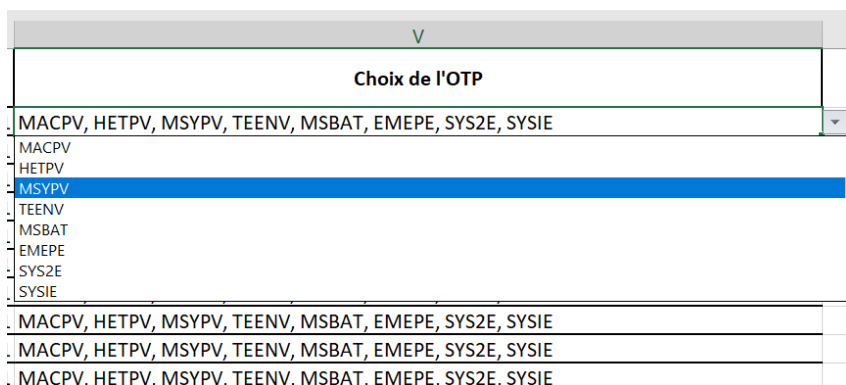 V
Choix de l'OTP
MACPV, HETPV, MSYPV, TEENV, MSBAT, EMEPE, SYS2E, SYSIE
MACPV
HETPV
MSYPV
TEENV
MSBAT
EMEPE
SYS2E
SYSIE
MACPV, HETPV, MSYPV, TEENV, MSBAT, EMEPE, SYS2E, SYSIE
MACPV, HETPV, MSYPV, TEENV, MSBAT, EMEPE, SYS2E, SYSIE
MACPV, HETPV, MSYPV, TEENV, MSBAT, EMEPE, SYS2E, SYSIE